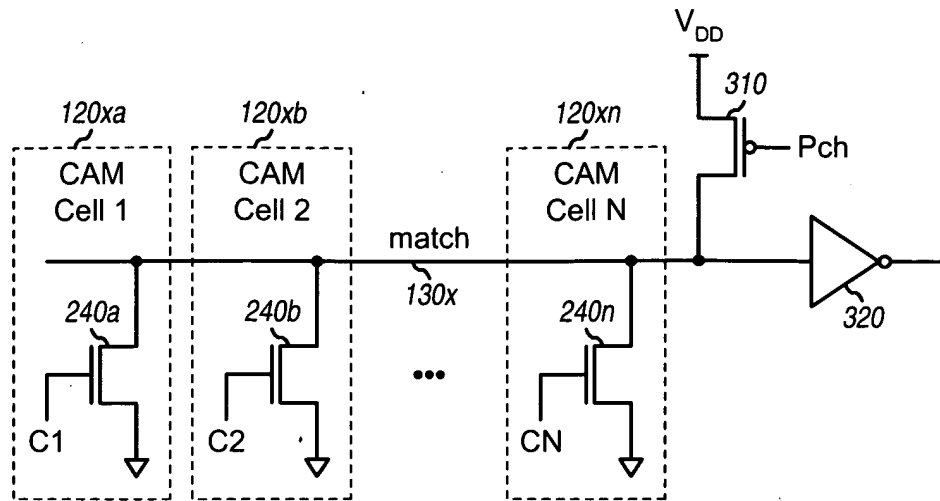 V_DD
310
Pch
120xa
120xb
120xn
CAM
Cell 1
CAM
Cell 2
CAM
Cell N
match
130x
320
240a
240b
240n
•••
C1
C2
CN